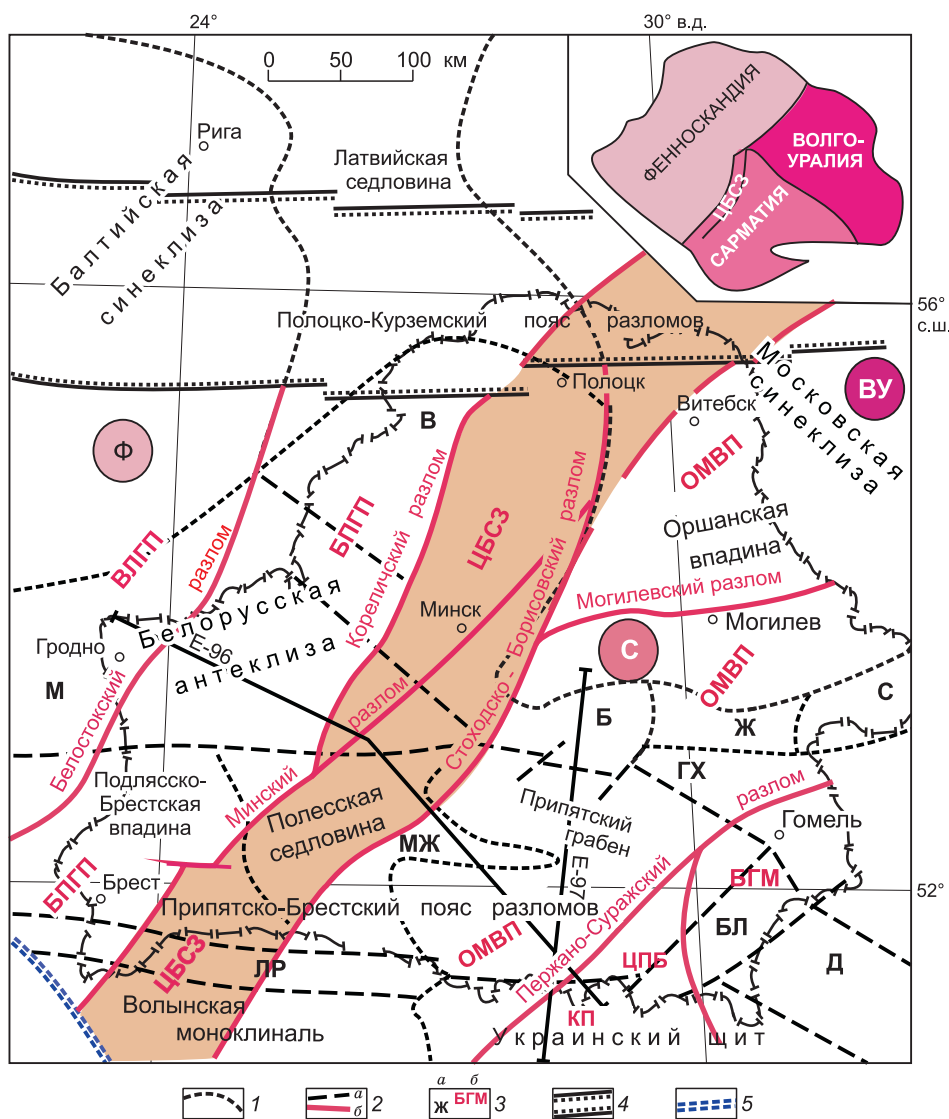 24°
30° в.д.
0 50 100 км
ФЕННОСКАНДИЯ
ВОЛГО-
УРАЛИЯ
ЦБСЗ
САРМАТИЯ
Рига
Латвийская
седловина
Балтийская
синеклиза
56°
с.ш.
Полоцко-Курземский пояс разломов
Полоцк
Московская
синеклиза
ВУ
Витебск
В
Ф
ОМВП
БПГП
Кореличский разлом
ЦБСЗ
Оршанская
впадина
ВЛГП
разлом
Стоходско-Борисовский разлом
Могилевский разлом
Минск
Могилев
Белорусская
антеклиза
Гродно
Е-96
С
ОМВП
М
С
Белостокский
разлом
Б
Ж
ГХ
Подлясско-
Брестская
впадина
Минский
Полесская
седловина
Припятский
грабен
разлом
Гомель
МЖ
Е-97
БГМ
52°
БПГП
Брест
Припятско-Брестский пояс разломов
БЛ
ЦБСЗ
ЛР
ОМВП
Пержано-Суражский
ЦПБ
Д
Волынская
моноклиналь
КП
Украинский щит
1
а
б
2
а б
Ж БГМ
3
4
5